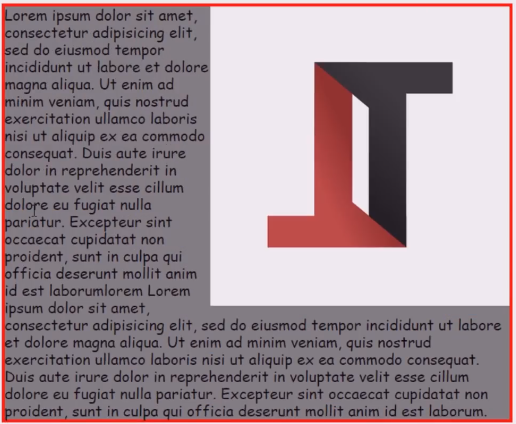 Lorem ipsum dolor sit amet,
consectetur adipisicing elit,
sed do eiusmod tempor
incididunt ut labore et dolore
magna aliqua. Ut enim ad
minim veniam, quis nostrud
exercitation ullamco laboris
nisi ut aliquip ex ea commodo
consequat. Duis aute irure
dolor in reprehenderit in
voluptate velit esse cillum
dolore eu fugiat nulla
pariatur. Excepteur sint
occaecat cupidatat non
proident, sunt in culpa qui
officia deserunt mollit anim
id est laborumlorem Lorem
ipsum dolor sit amet,
consectetur adipisicing elit, sed do eiusmod tempor incididunt ut labore
et dolore magna aliqua. Ut enim ad minim veniam, quis nostrud
exercitation ullamco laboris nisi ut aliquip ex ea commodo consequat.
Duis aute irure dolor in reprehenderit in voluptate velit esse cillum
dolore eu fugiat nulla pariatur. Excepteur sint occaecat cupidatat non
proident, sunt in culpa qui officia deserunt mollit anim id est laborum.